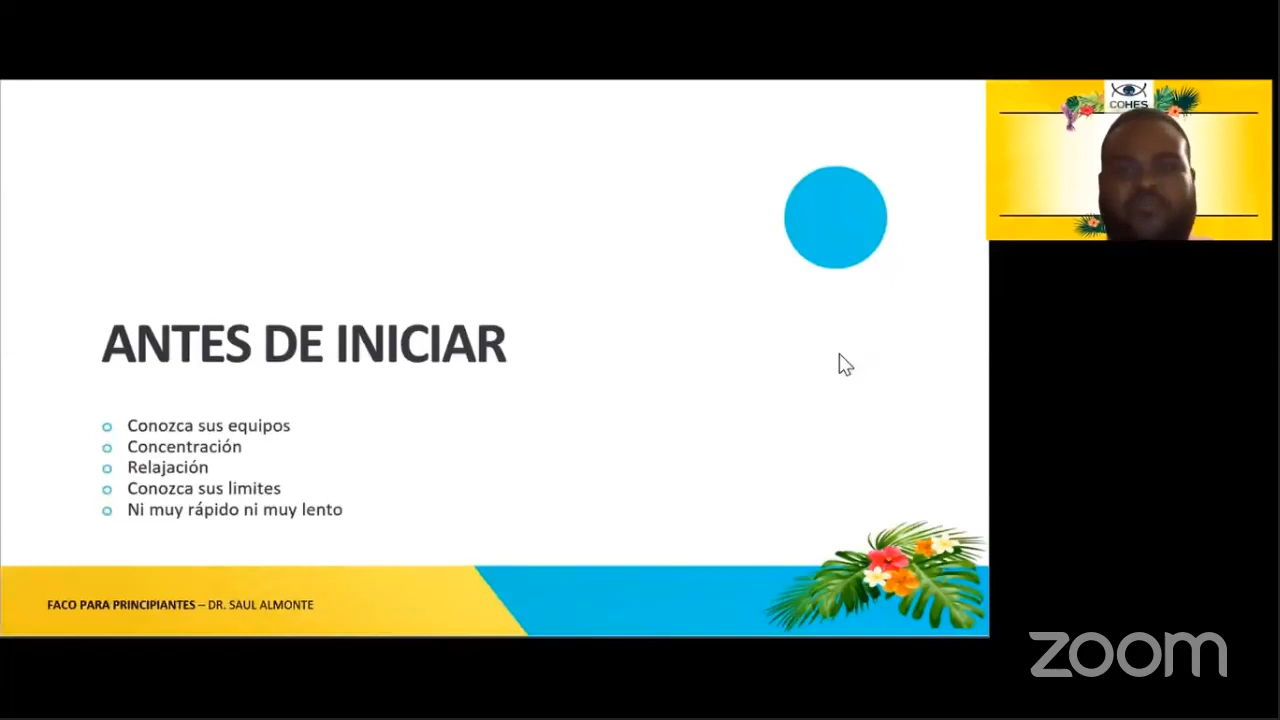 COHES
ANTES DE INICIAR
Conozca sus equipos
Concentración
Relajación
Conozca sus limites
Ni muy rápido ni muy lento
FACO PARA PRINCIPIANTES – DR. SAUL ALMONTE
zoom